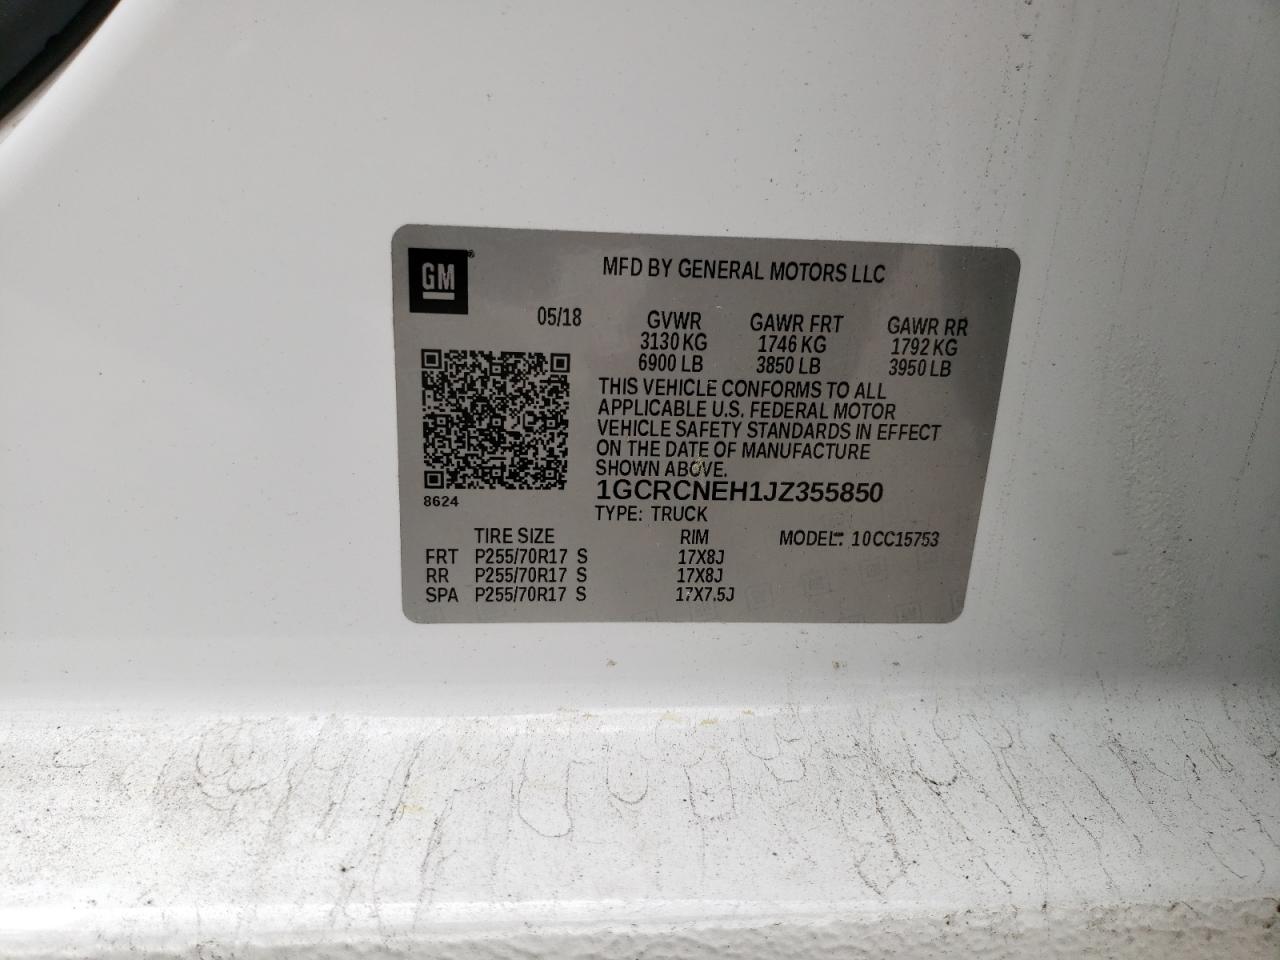 GM®
MFD BY GENERAL MOTORS LLC
05/18 GVWR GAWR FRT GAWR RR
3130 KG 1746 KG 1792 KG
6900 LB 3850 LB 3950 LB
THIS VEHICLE CONFORMS TO ALL
APPLICABLE U.S. FEDERAL MOTOR
VEHICLE SAFETY STANDARDS IN EFFECT
ON THE DATE OF MANUFACTURE
SHOWN ABOVE.
1GCRCNEH1JZ355850
8624
TYPE: TRUCK
TIRE SIZE RIM MODEL: 10CC15753
FRT P255/70R17 S 17X8J
RR P255/70R17 S 17X8J
SPA P255/70R17 S 17X7.5J